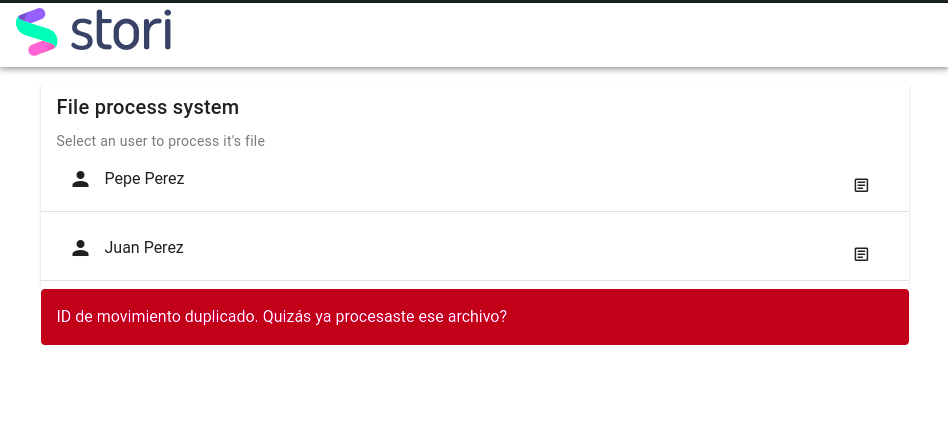 stori
File process system
Select an user to process it's file
Pepe Perez
Juan Perez
ID de movimiento duplicado. Quizás ya procesaste ese archivo?